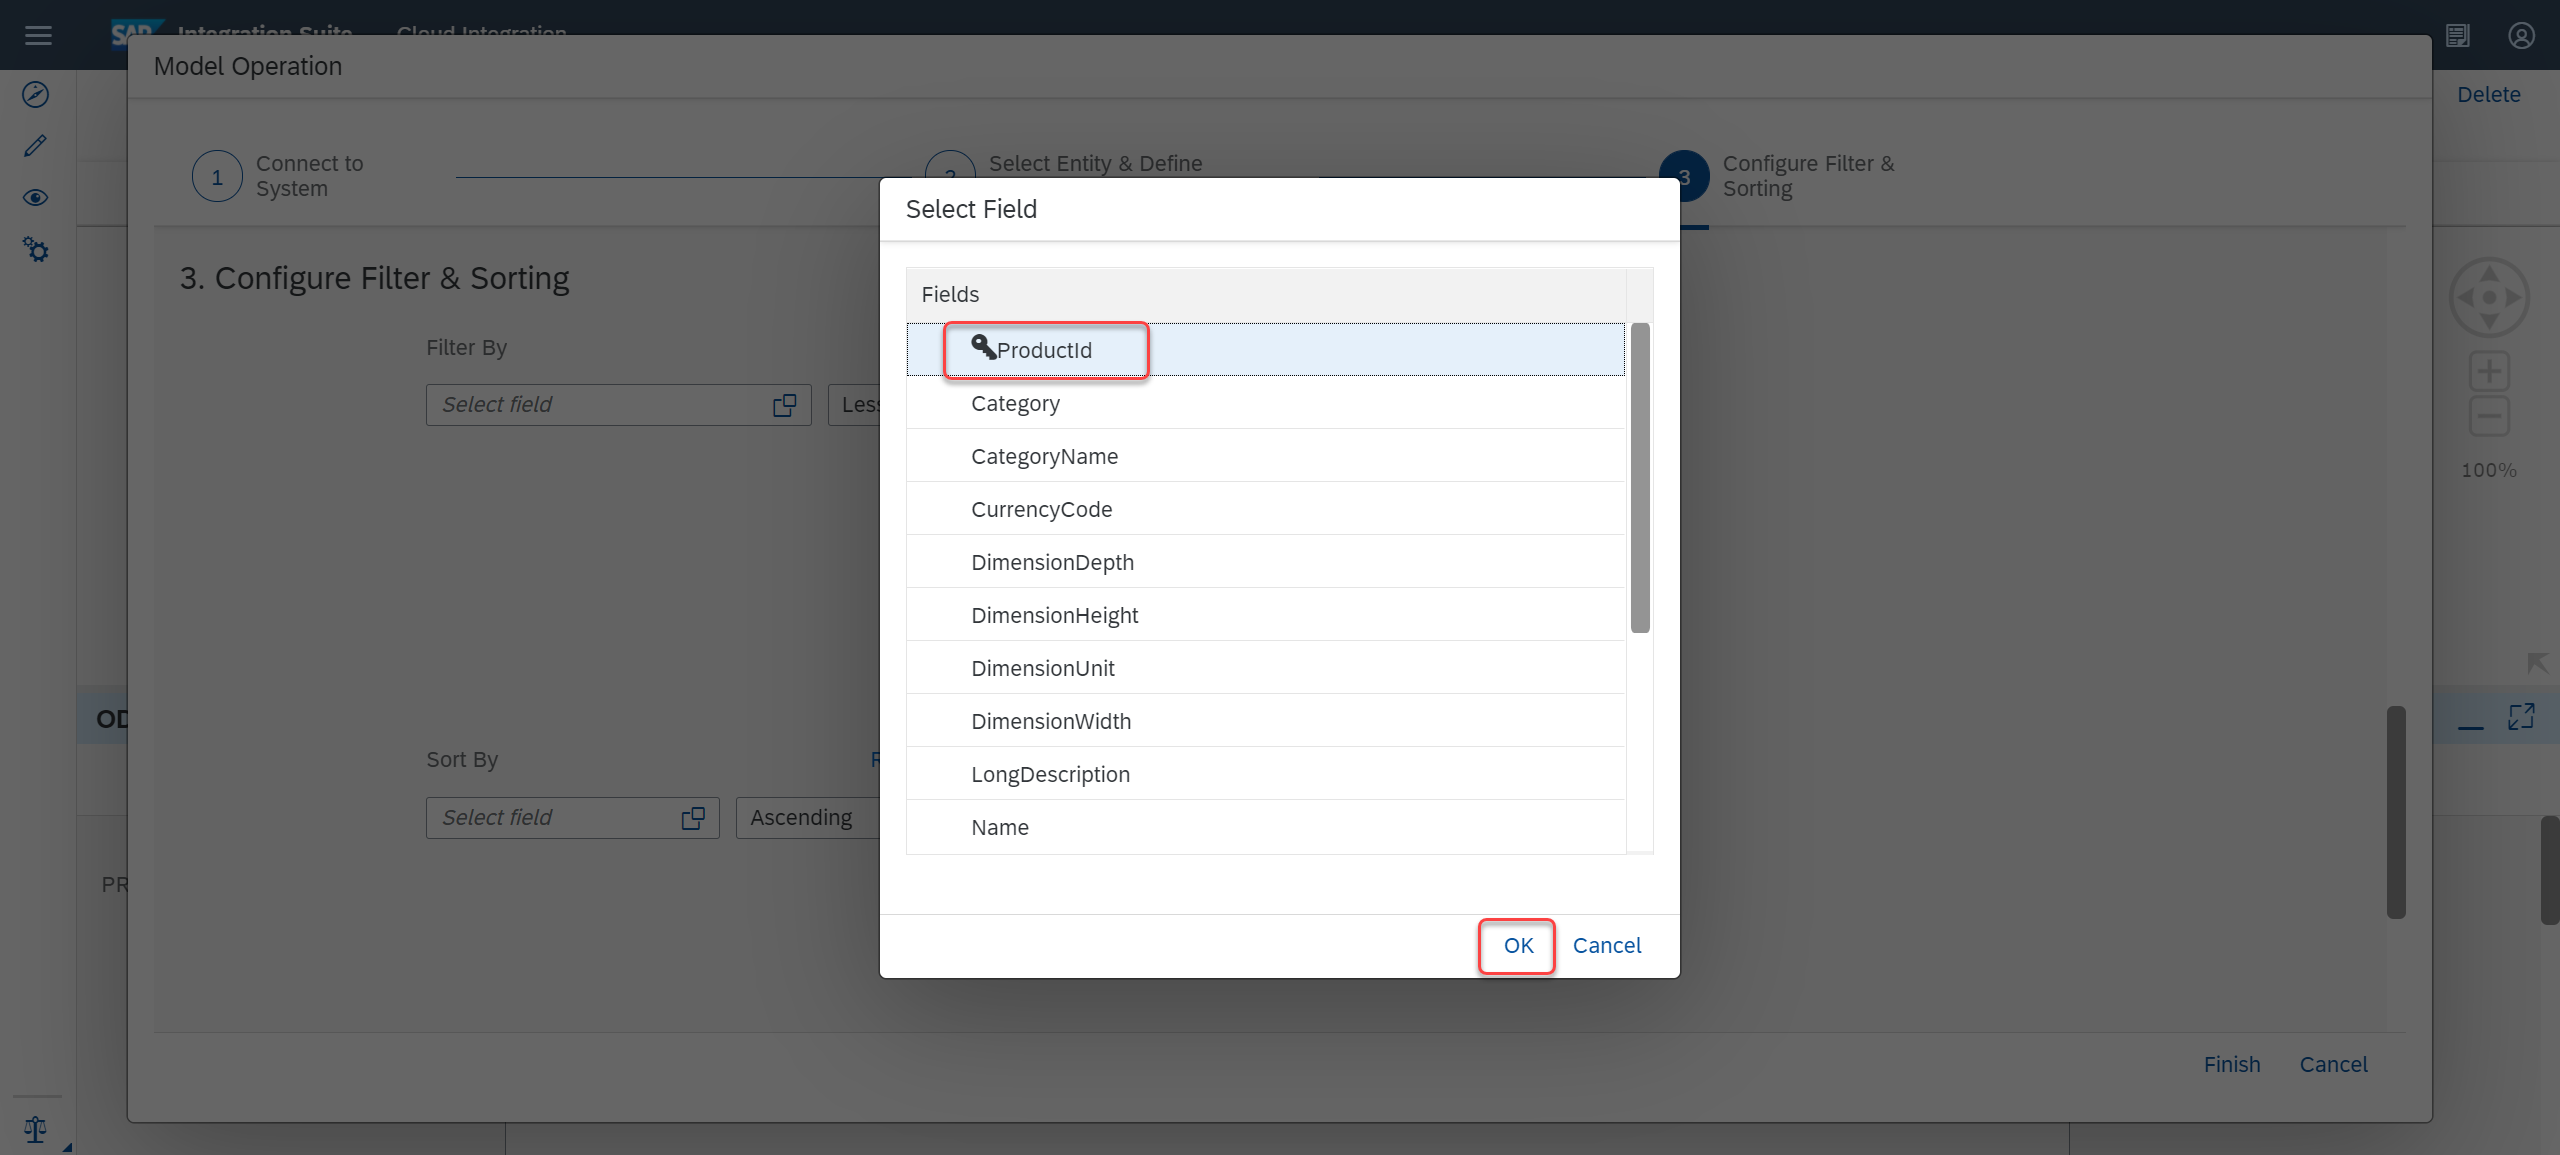 SAP Integration Suite Cloud Integration
Model Operation
Delete
1 Connect to
System
2 Select Entity & Define
3 Configure Filter &
Sorting
Select Field
3. Configure Filter & Sorting
Fields
Filter By
ProductId
Select field
Less
Category
CategoryName
100%
CurrencyCode
DimensionDepth
DimensionHeight
DimensionUnit
OD
DimensionWidth
Sort By
R
LongDescription
Select field
Ascending
Name
PR
OK
Cancel
Finish
Cancel